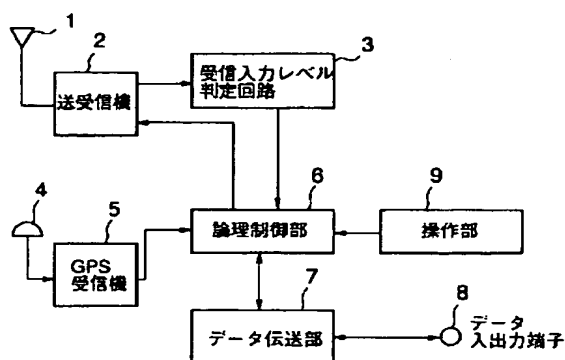 1
2
送受信機
3
受信入力レベル
判定回路
4
5
GPS
受信機
6
論理制御部
9
操作部
7
データ伝送部
8
データ
入出力端子